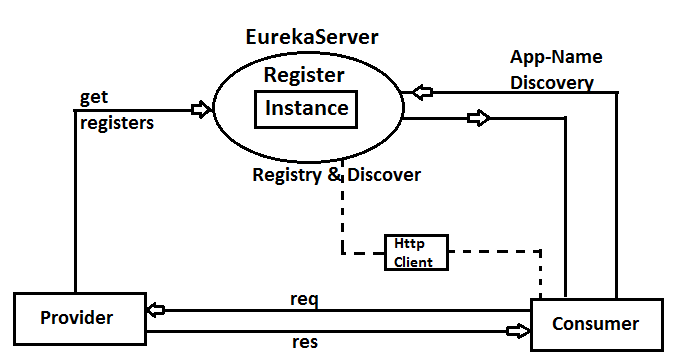 EurekaServer
Register
Instance
App-Name
Discovery
get
registers
Registry & Discover
Http
Client
req
Provider
Consumer
res